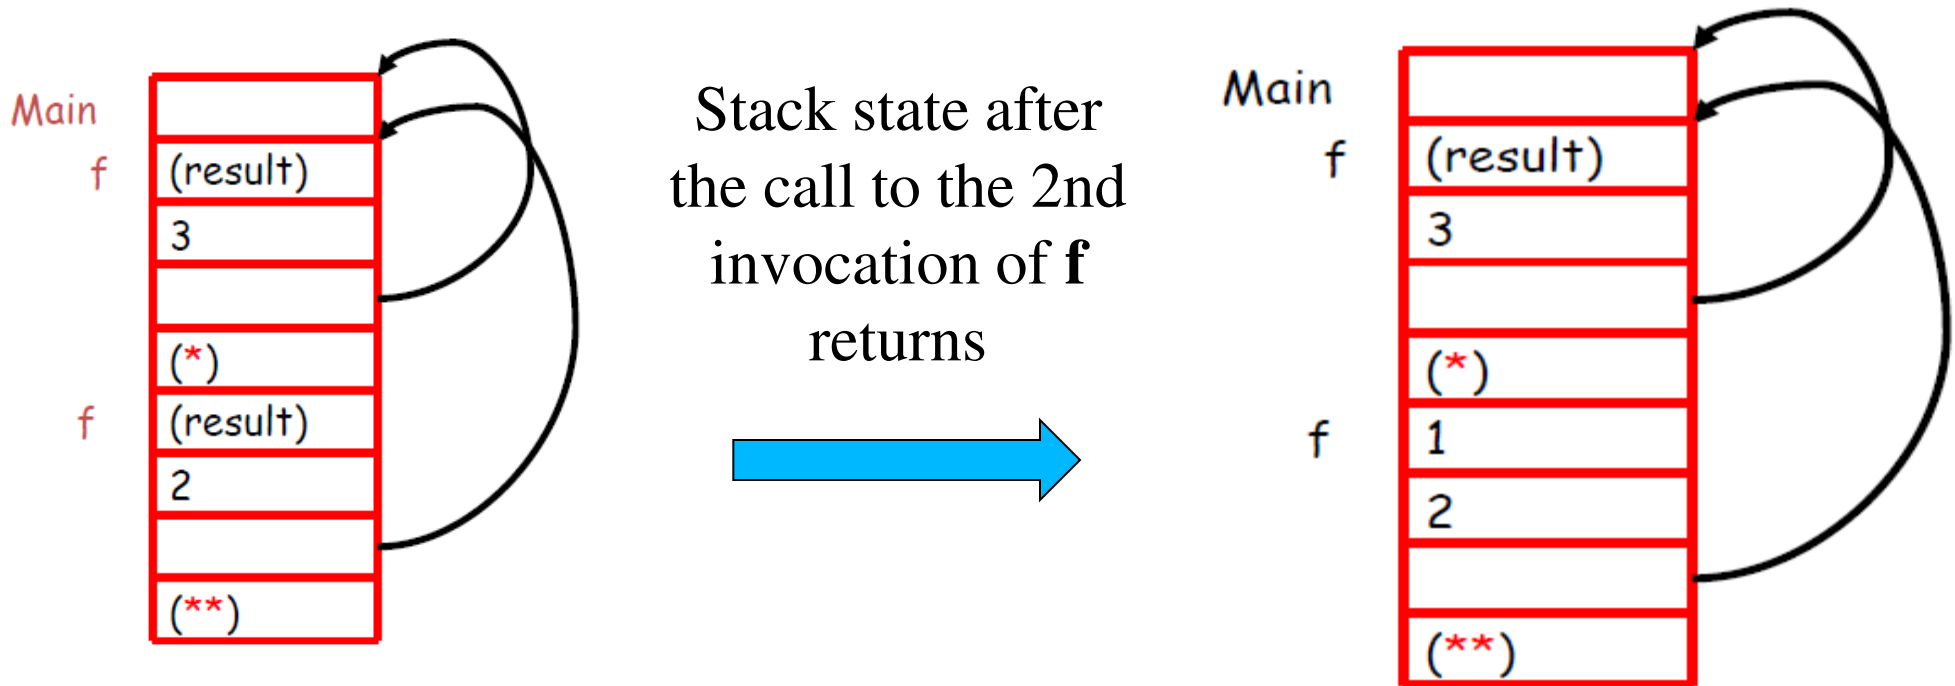 Main
f
(result)
3
(*)
f
(result)
2
(**)
Stack state after
the call to the 2nd
invocation of f
returns
Main
f
(result)
3
(*)
f
1
2
(**)